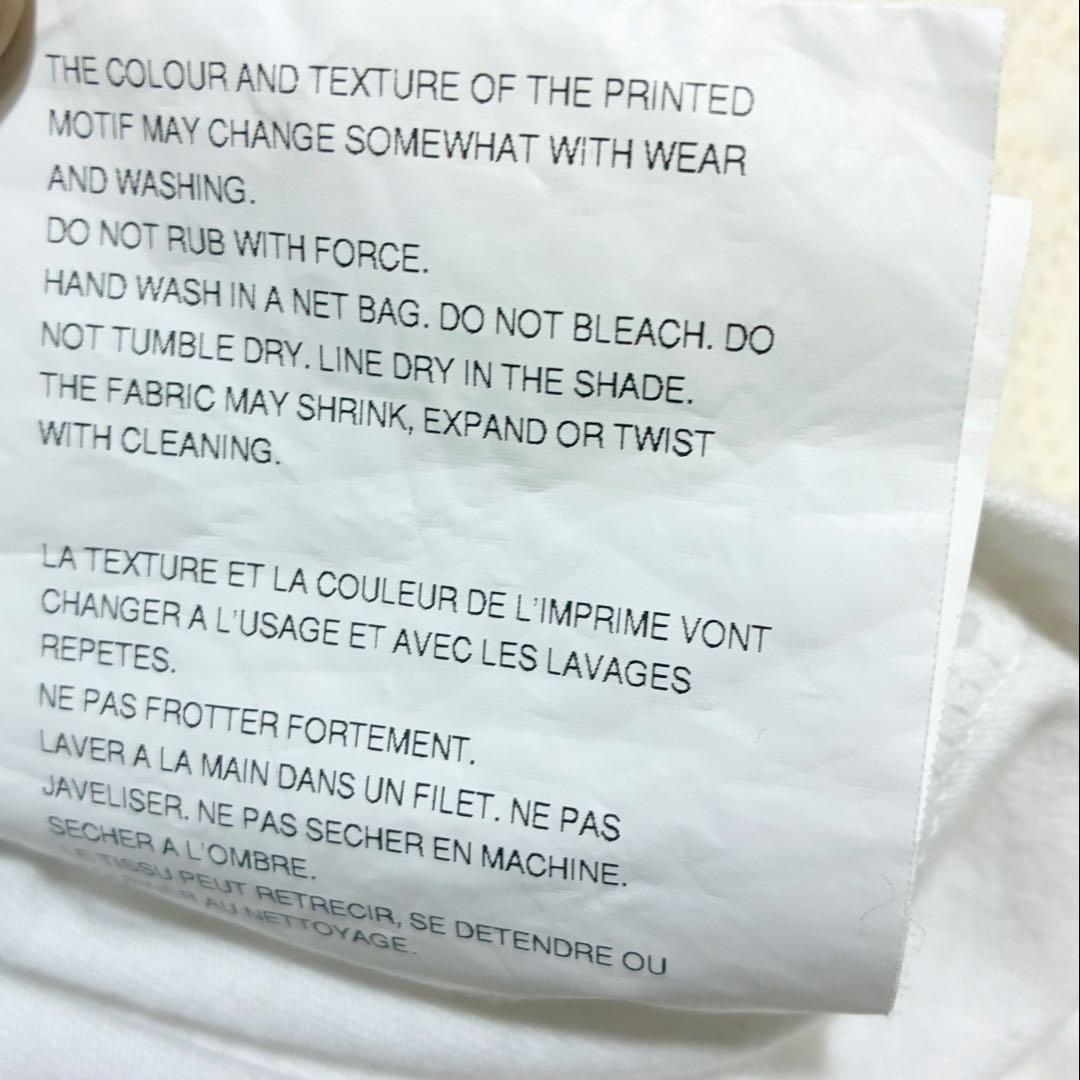 THE COLOUR AND TEXTURE OF THE PRINTED
MOTIF MAY CHANGE SOMEWHAT WITH WEAR
AND WASHING.
DO NOT RUB WITH FORCE.
HAND WASH IN A NET BAG. DO NOT BLEACH. DO
NOT TUMBLE DRY. LINE DRY IN THE SHADE.
THE FABRIC MAY SHRINK, EXPAND OR TWIST
WITH CLEANING.
LA TEXTURE ET LA COULEUR DE L'IMPRIME VONT
CHANGER A L'USAGE ET AVEC LES LAVAGES
REPETES.
NE PAS FROTTER FORTEMENT.
LAVER A LA MAIN DANS UN FILET. NE PAS
JAVELISER. NE PAS SECHER EN MACHINE.
SECHER A L'OMBRE.
LE TISSU PEUT RETRECIR, SE DETENDRE OU
AU NETTOYAGE.